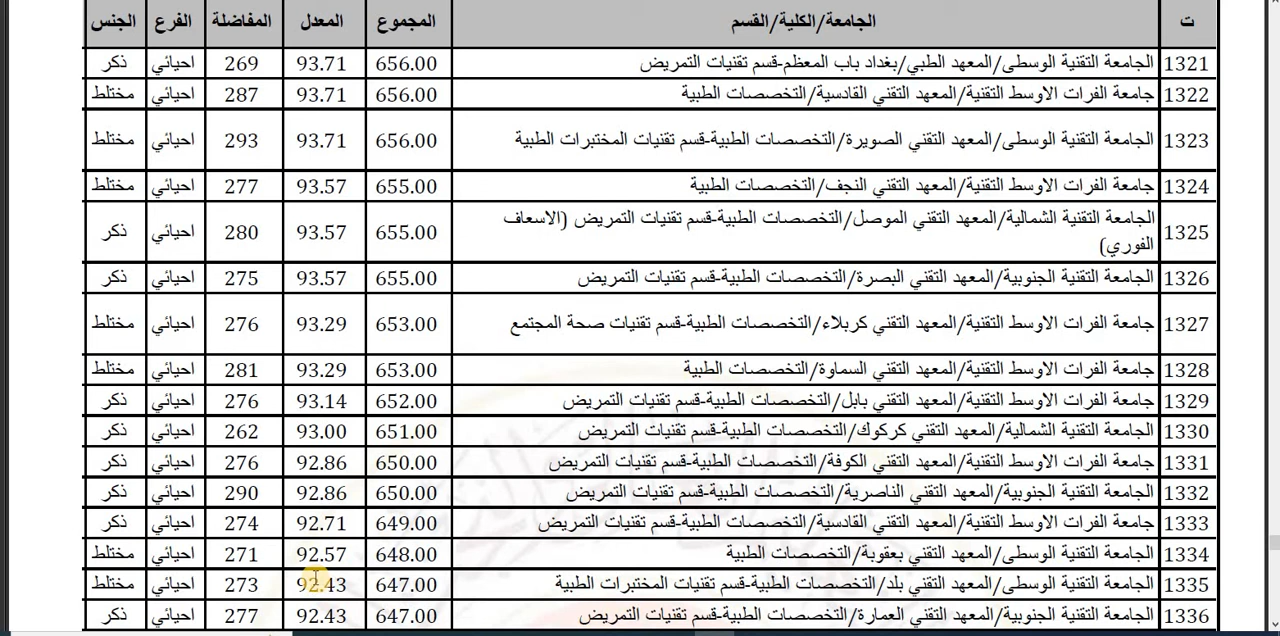 ت الجامعة/الكلية/القسم المجموع المعدل المفاضلة الفرع الجنس
1321 الجامعة التقنية الوسطى/المعهد الطبي/بغداد باب المعظم-قسم تقنيات التمريض 656.00 93.71 269 احيائي ذكر
1322 جامعة الفرات الاوسط التقنية/المعهد التقني القادسية/التخصصات الطبية 656.00 93.71 287 احيائي مختلط
1323 الجامعة التقنية الوسطى/المعهد التقني الصويرة/التخصصات الطبية-قسم تقنيات المختبرات الطبية 656.00 93.71 293 احيائي مختلط
1324 جامعة الفرات الاوسط التقنية/المعهد التقني النجف/التخصصات الطبية 655.00 93.57 277 احيائي مختلط
1325 الجامعة التقنية الشمالية/المعهد التقني الموصل/التخصصات الطبية-قسم تقنيات التمريض (الاسعاف
الفوري) 655.00 93.57 280 احيائي ذكر
1326 الجامعة التقنية الجنوبية/المعهد التقني البصرة/التخصصات الطبية-قسم تقنيات التمريض 655.00 93.57 275 احيائي ذكر
1327 جامعة الفرات الاوسط التقنية/المعهد التقني كربلاء/التخصصات الطبية-قسم تقنيات صحة المجتمع 653.00 93.29 276 احيائي مختلط
1328 جامعة الفرات الاوسط التقنية/المعهد التقني السماوة/التخصصات الطبية 653.00 93.29 281 احيائي مختلط
1329 جامعة الفرات الاوسط التقنية/المعهد التقني بابل/التخصصات الطبية-قسم تقنيات التمريض 652.00 93.14 276 احيائي ذكر
1330 الجامعة التقنية الشمالية/المعهد التقني كركوك/التخصصات الطبية-قسم تقنيات التمريض 651.00 93.00 262 احيائي ذكر
1331 جامعة الفرات الاوسط التقنية/المعهد التقني الكوفة/التخصصات الطبية-قسم تقنيات التمريض 650.00 92.86 276 احيائي ذكر
1332 الجامعة التقنية الجنوبية/المعهد التقني الناصرية/التخصصات الطبية-قسم تقنيات التمريض 650.00 92.86 290 احيائي ذكر
1333 جامعة الفرات الاوسط التقنية/المعهد التقني القادسية/التخصصات الطبية-قسم تقنيات التمريض 649.00 92.71 274 احيائي ذكر
1334 الجامعة التقنية الوسطى/المعهد التقني بعقوبة/التخصصات الطبية 648.00 92.57 271 احيائي مختلط
1335 الجامعة التقنية الوسطى/المعهد التقني بلد/التخصصات الطبية-قسم تقنيات المختبرات الطبية 647.00 92.43 273 احيائي مختلط
1336 الجامعة التقنية الجنوبية/المعهد التقني العمارة/التخصصات الطبية-قسم تقنيات التمريض 647.00 92.43 277 احيائي ذكر